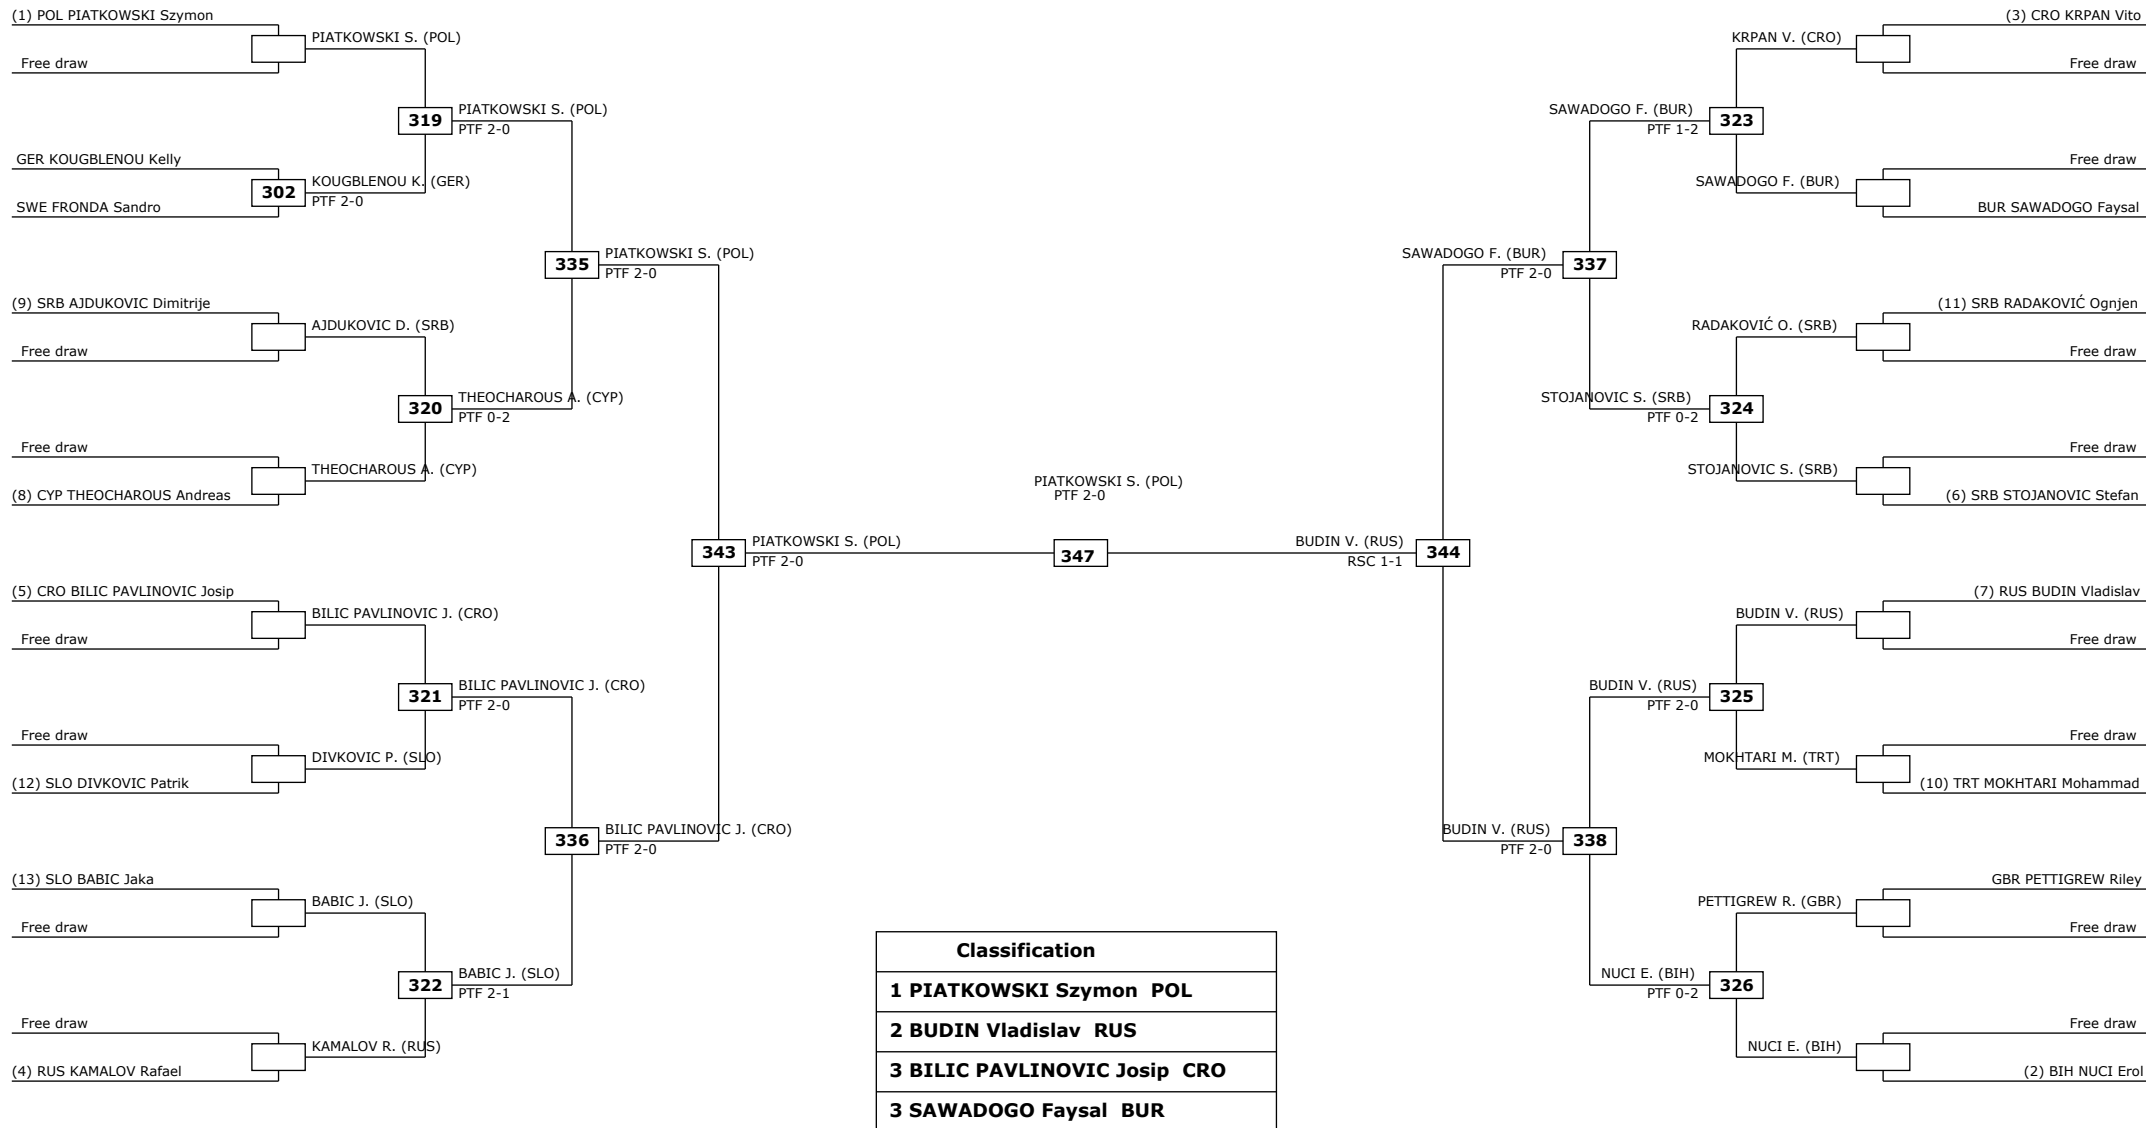 (1) POL PIATKOWSKI Szymon
Free draw
GER KOUGBLENOU Kelly
SWE FRONDA Sandro
(9) SRB AJDUKOVIC Dimitrije
Free draw
Free draw
(8) CYP THEOCHAROUS Andreas
(5) CRO BILIC PAVLINOVIC Josip
Free draw
Free draw
(12) SLO DIVKOVIC Patrik
(13) SLO BABIC Jaka
Free draw
Free draw
(4) RUS KAMALOV Rafael
PIATKOWSKI S. (POL)
302
KOUGBLENOU K. (GER)
PTF 2-0
AJDUKOVIC D. (SRB)
THEOCHAROUS A. (CYP)
BILIC PAVLINOVIC J. (CRO)
DIVKOVIC P. (SLO)
BABIC J. (SLO)
KAMALOV R. (RUS)
319
PIATKOWSKI S. (POL)
PTF 2-0
320
THEOCHAROUS A. (CYP)
PTF 0-2
321
BILIC PAVLINOVIC J. (CRO)
PTF 2-0
322
BABIC J. (SLO)
PTF 2-1
335
PIATKOWSKI S. (POL)
PTF 2-0
336
BILIC PAVLINOVIC J. (CRO)
PTF 2-0
343
PIATKOWSKI S. (POL)
PTF 2-0
PIATKOWSKI S. (POL)
PTF 2-0
347
BUDIN V. (RUS)
RSC 1-1
344
SAWADOGO F. (BUR)
PTF 2-0
337
BUDIN V. (RUS)
PTF 2-0
338
SAWADOGO F. (BUR)
PTF 1-2
323
STOJANOVIC S. (SRB)
PTF 0-2
324
BUDIN V. (RUS)
PTF 2-0
325
NUCI E. (BIH)
PTF 0-2
326
KRPAN V. (CRO)
SAWADOGO F. (BUR)
RADAKOVIĆ O. (SRB)
STOJANOVIC S. (SRB)
BUDIN V. (RUS)
MOKHTARI M. (TRT)
PETTIGREW R. (GBR)
NUCI E. (BIH)
(3) CRO KRPAN Vito
Free draw
Free draw
BUR SAWADOGO Faysal
(11) SRB RADAKOVIĆ Ognjen
Free draw
Free draw
(6) SRB STOJANOVIC Stefan
(7) RUS BUDIN Vladislav
Free draw
Free draw
(10) TRT MOKHTARI Mohammad
GBR PETTIGREW Riley
Free draw
Free draw
(2) BIH NUCI Erol
Classification
1 PIATKOWSKI Szymon POL
2 BUDIN Vladislav RUS
3 BILIC PAVLINOVIC Josip CRO
3 SAWADOGO Faysal BUR